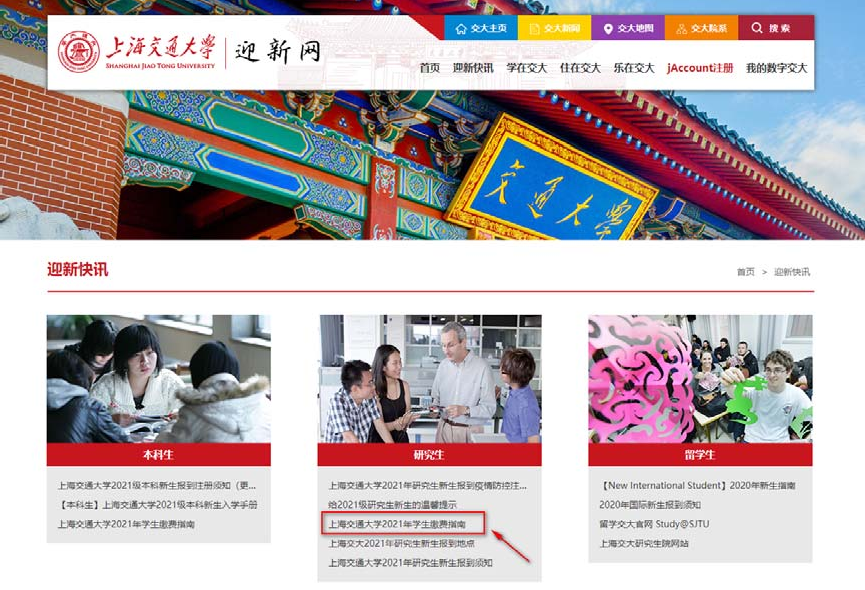 交大主页
交大新闻
交大地图
交大院系
搜索
上海交通大学
SHANGHAI JIAO TONG UNIVERSITY
迎新网
首页 迎新快讯 学在交大 住在交大 乐在交大 jAccount注册 我的数字交大
交通大學
迎新快讯
首页 > 迎新快讯
本科生
上海交通大学2021级本科新生报到注册须知（更...
【本科生】上海交通大学2021级本科新生入学手册
上海交通大学2021年学生缴费指南
研究生
上海交通大学2021年研究生新生报到疫情防控注...
给2021级研究生新生的温馨提示
上海交通大学2021年学生缴费指南
上海交大2021年研究生新生报到地点
上海交通大学2021年研究生新生报到须知
留学生
【New International Student】2020年新生指南
2020年国际新生报到须知
留学交大官网 Study@SJTU
上海交大研究生院网站